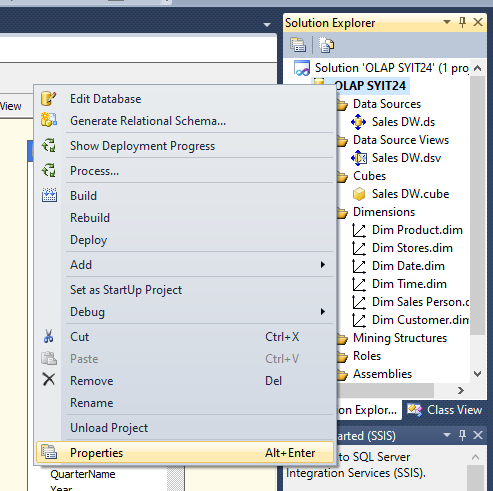 Solution Explorer
Solution 'OLAP SYIT24' (1 proj
OLAP SYIT24
View
Data Sources
Sales DW.ds
Data Source Views
Sales DW.dsv
Cubes
Sales DW.cube
Dimensions
Dim Product.dim
Dim Stores.dim
Dim Date.dim
Dim Time.dim
Dim Sales Person.d
Dim Customer.dim
Mining Structures
Roles
Assemblies
Edit Database
Generate Relational Schema...
Show Deployment Progress
Process...
Build
Rebuild
Deploy
Add
Set as StartUp Project
Debug
Cut Ctrl+X
Paste Ctrl+V
Remove Del
Rename
Unload Project
Properties Alt+Enter
on Explor... Class View
arted (SSIS)
to SQL Server
Integration Services (SSIS).
QuarterName
Year